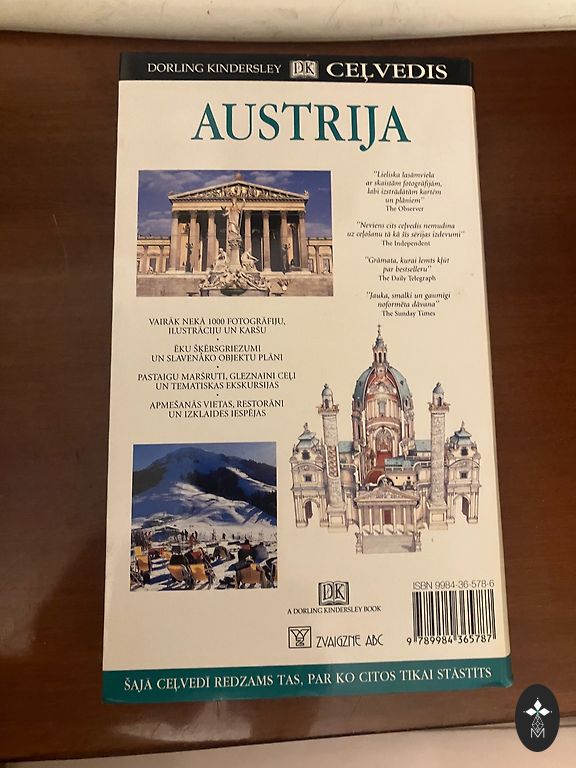 DORLING KINDERSLEY DK CEĻVEDIS
AUSTRIJA
"Lieliska lasāmviela
ar skaistām fotogrāfijām,
labi izstrādātām kartēm
un plāniem"
The Observer
"Neviens cits ceļvedis nemudina
uz ceļošanu tā kā šīs sērijas izdevumi"
The Independent
"Grāmata, kurai lemts kļūt
par bestselleru"
The Daily Telegraph
"Jauka, smalki un gaumīgi
noformēta dāvana"
The Sunday Times
VAIRĀK NEKĀ 1000 FOTOGRĀFIJU,
ILUSTRĀCIJU UN KARŠU
•
ĒKU ŠĶĒRSGRIEZUMI
UN SLAVENĀKO OBJEKTU PLĀNI
•
PASTAIGU MARŠRUTI, GLEZNAINI CEĻI
UN TEMATISKAS EKSKURSIJAS
•
APMEŠANĀS VIETAS, RESTORĀNI
UN IZKLAIDES IESPĒJAS
DK
A DORLING KINDERSLEY BOOK
ZVAIGZNE ABC
ISBN 9984-36-578-6
9 789984 365787
ŠAJĀ CEĻVEDĪ REDZAMS TAS, PAR KO CITOS TIKAI STĀSTĪTS
M